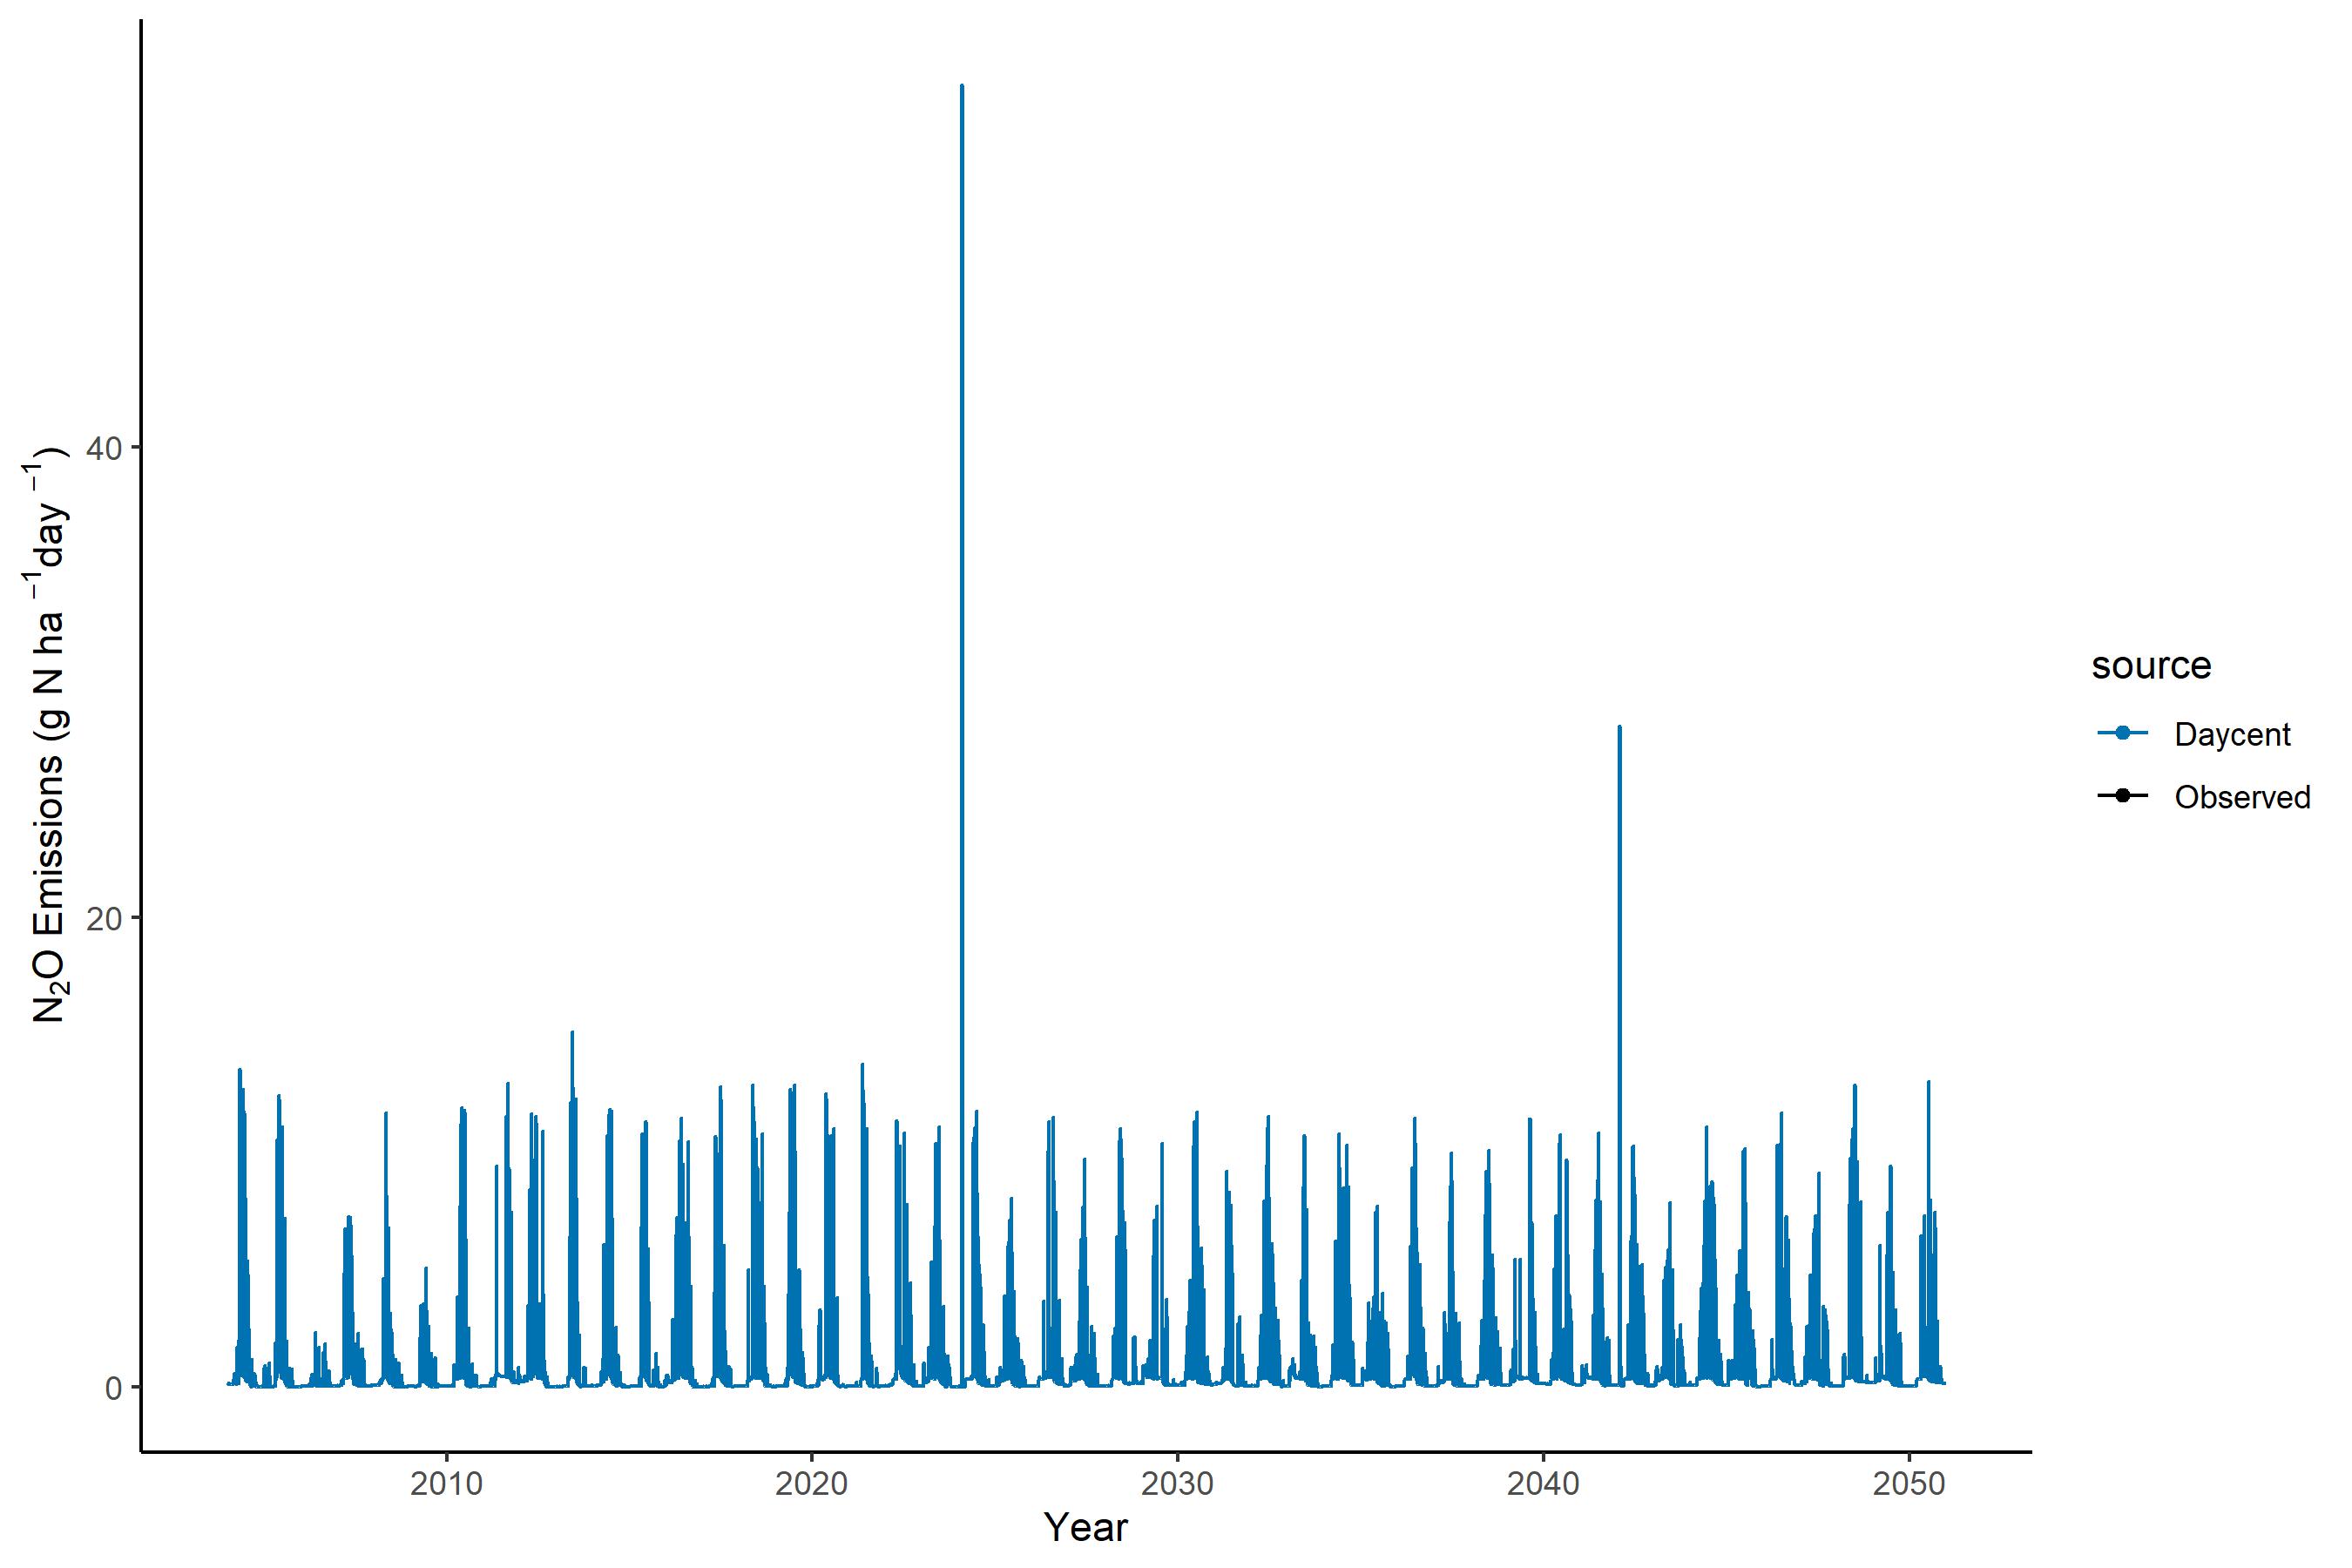 N₂O Emissions (g N ha ⁻¹day ⁻¹)
40
20
0
2010 2020 2030 2040 2050
Year
source
Daycent
Observed